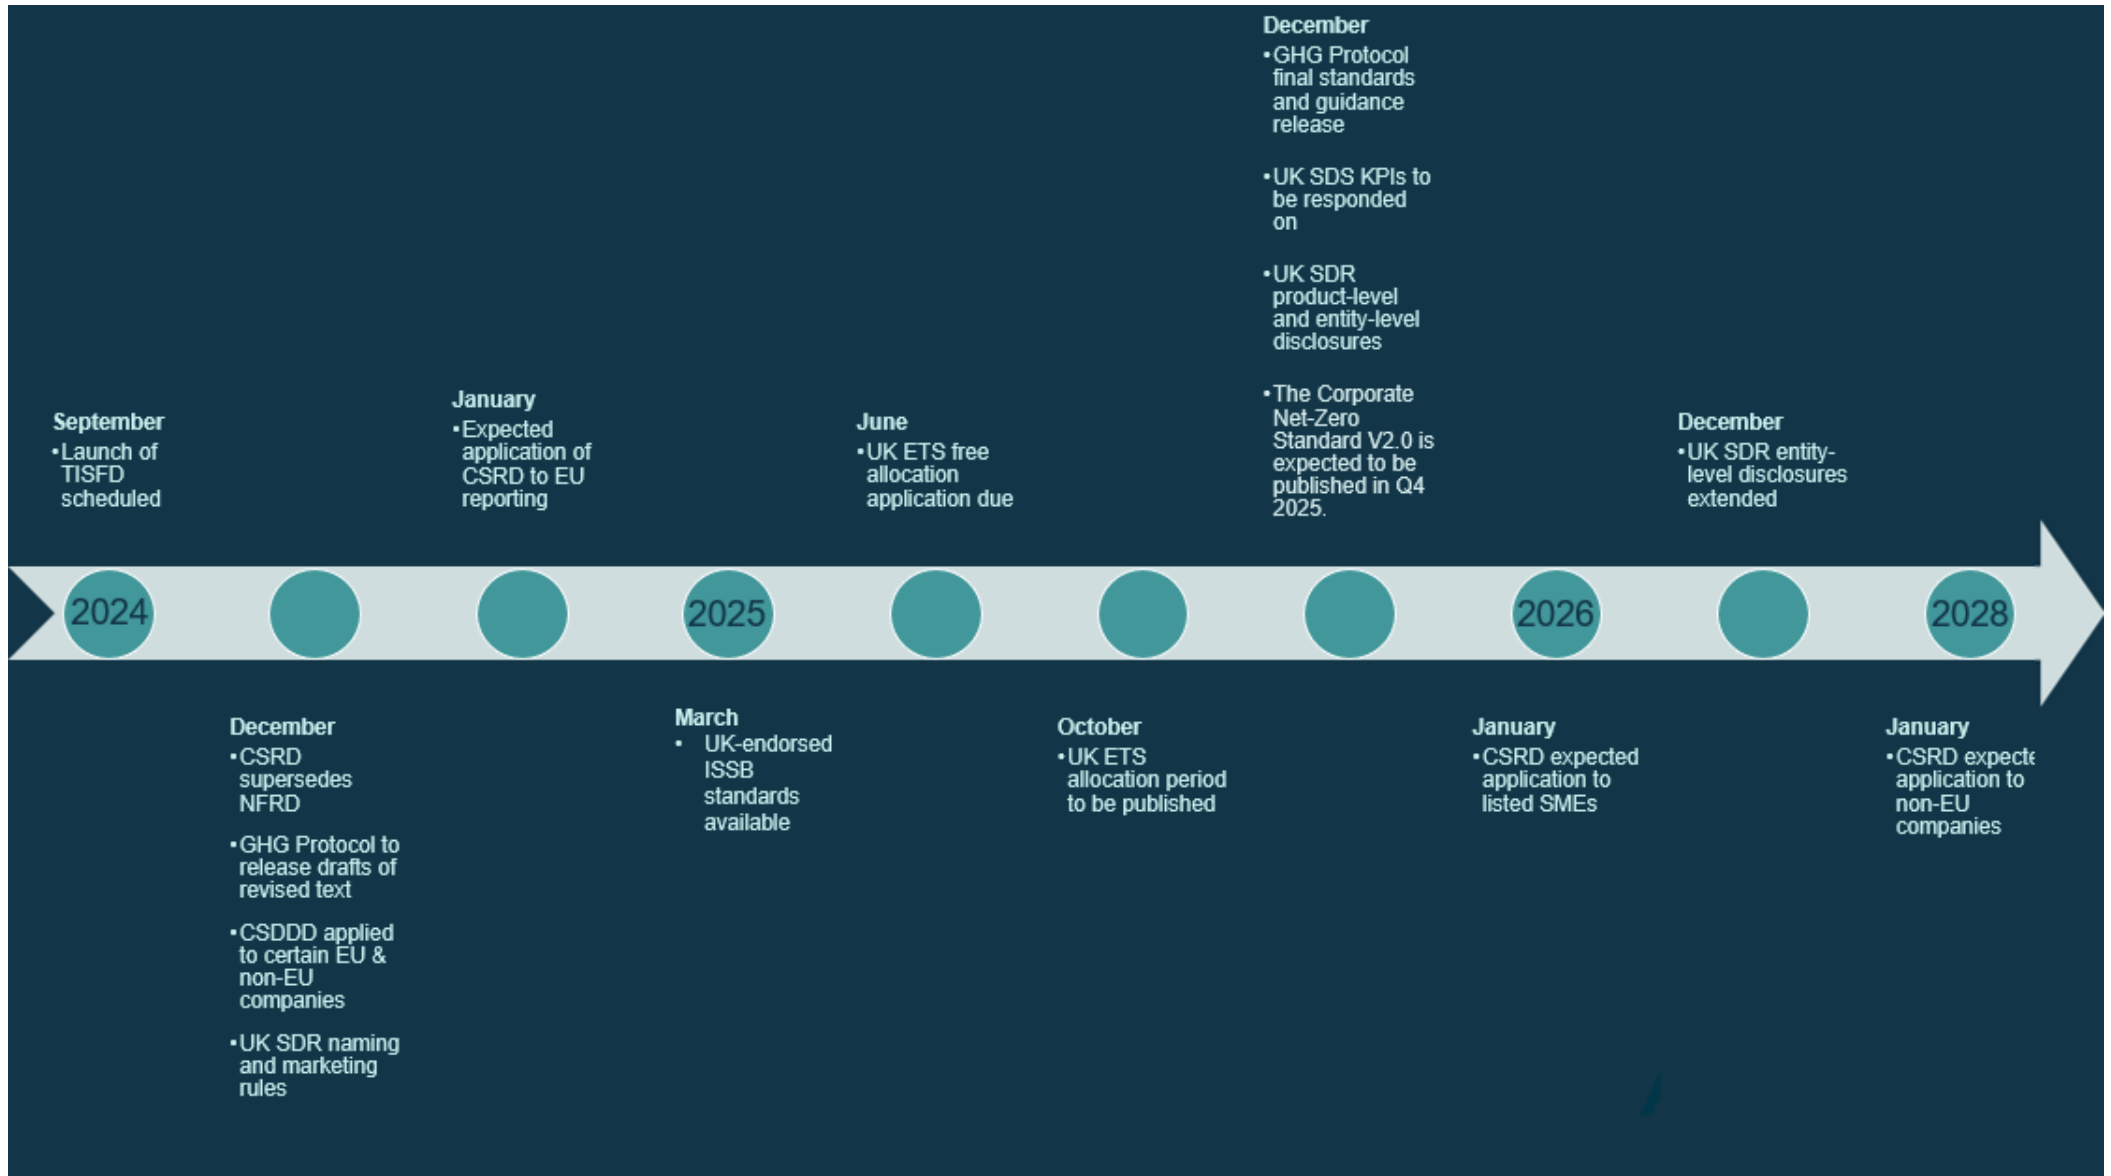 September
•Launch of
TISFD
scheduled
December
•CSRD
supersedes
NFRD
•GHG Protocol to
release drafts of
revised text
•CSDDD applied
to certain EU &
non-EU
companies
•UK SDR naming
and marketing
rules
January
•Expected
application of
CSRD to EU
reporting
March
• UK-endorsed
ISSB
standards
available
June
•UK ETS free
allocation
application due
October
•UK ETS
allocation period
to be published
December
•GHG Protocol
final standards
and guidance
release
•UK SDS KPIs to
be responded
on
•UK SDR
product-level
and entity-level
disclosures
•The Corporate
Net-Zero
Standard V2.0 is
expected to be
published in Q4
2025.
January
•CSRD expected
application to
listed SMEs
December
•UK SDR entity-
level disclosures
extended
January
•CSRD expecte
application to
non-EU
companies
2024
2025
2026
2028